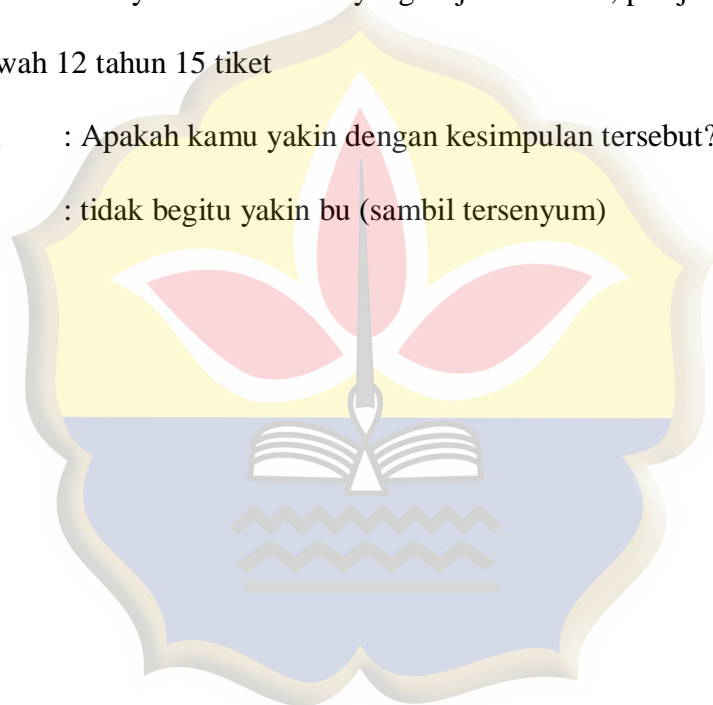 wah 12 tahun 15 tiket
: Apakah kamu yakin dengan kesimpulan tersebut?
: tidak begitu yakin bu (sambil tersenyum)